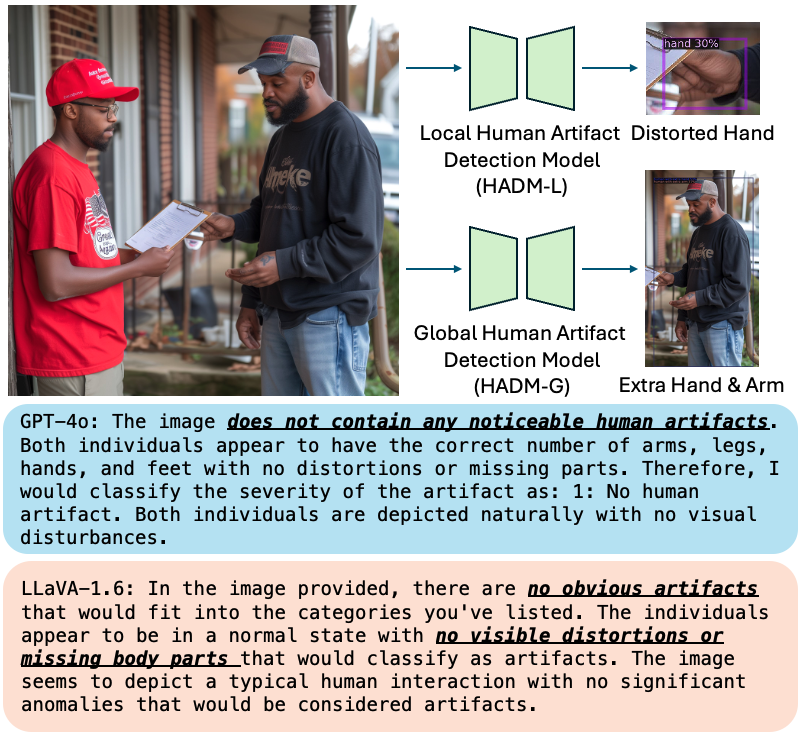 Great
Again
meke
hand 30%
Local Human Artifact
Detection Model
(HADM-L)
Distorted Hand
Global Human Artifact
Detection Model
(HADM-G)
Extra Hand & Arm
GPT-4o: The image does not contain any noticeable human artifacts.
Both individuals appear to have the correct number of arms, legs,
hands, and feet with no distortions or missing parts. Therefore, I
would classify the severity of the artifact as: 1: No human
artifact. Both individuals are depicted naturally with no visual
disturbances.
LLaVA-1.6: In the image provided, there are no obvious artifacts
that would fit into the categories you've listed. The individuals
appear to be in a normal state with no visible distortions or
missing body parts that would classify as artifacts. The image
seems to depict a typical human interaction with no significant
anomalies that would be considered artifacts.